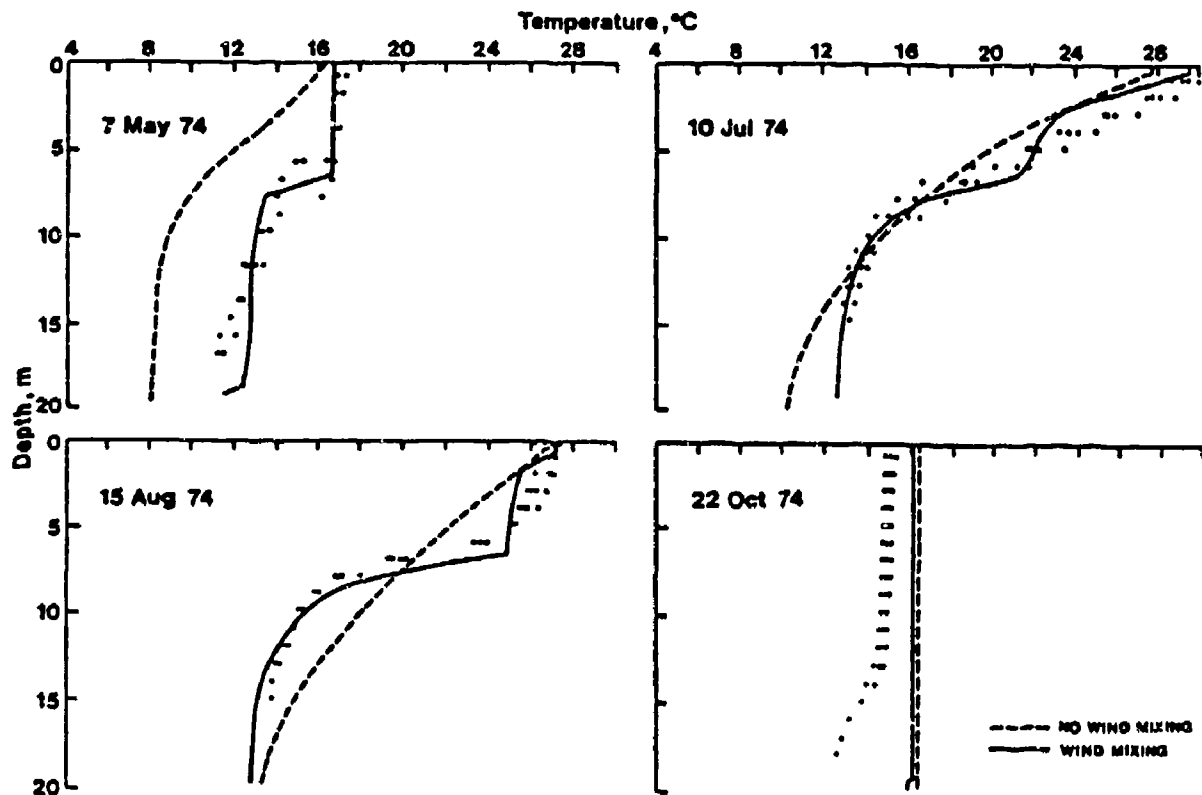 Temperature, °C
4 8 12 16 20 24 28
4 8 12 16 20 24 28
0
5
10
15
20
7 May 74
10 Jul 74
Depth, m
0
5
10
15
20
15 Aug 74
22 Oct 74
NO WIND MIXING
WIND MIXING